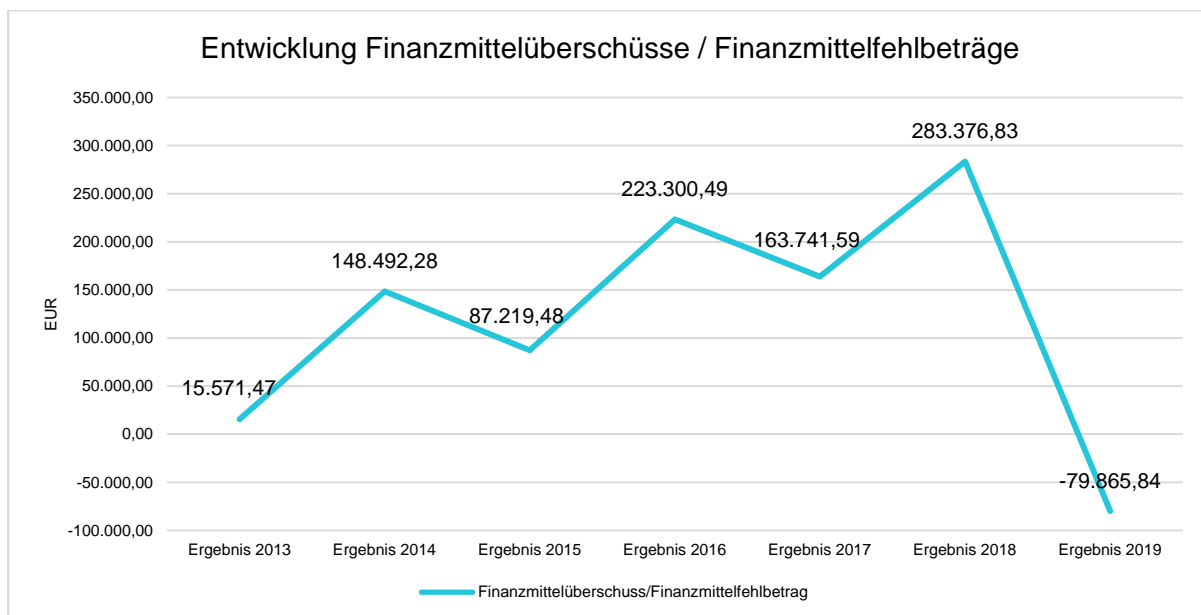 Entwicklung Finanzmittelüberschüsse / Finanzmittelfehlbeträge
350.000,00
300.000,00
250.000,00
200.000,00
150.000,00
100.000,00
50.000,00
0,00
-50.000,00
-100.000,00
EUR
15.571,47
148.492,28
87.219,48
223.300,49
163.741,59
283.376,83
-79.865,84
Ergebnis 2013
Ergebnis 2014
Ergebnis 2015
Ergebnis 2016
Ergebnis 2017
Ergebnis 2018
Ergebnis 2019
Finanzmittelüberschuss/Finanzmittelfehlbetrag